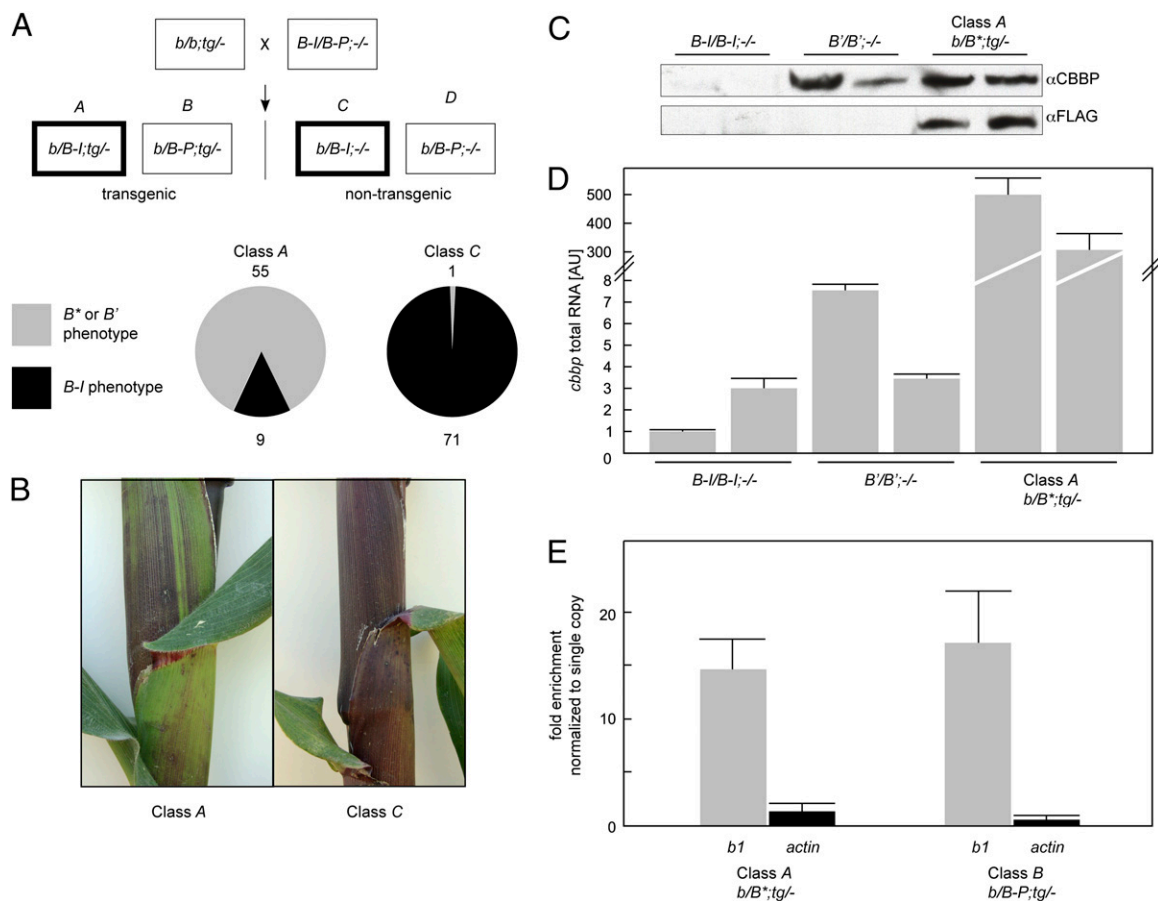 A
b/b;tg/- x B-I/B-P;-/-
A B C D
b/B-I;tg/- b/B-P;tg/- b/B-I;-/- b/B-P;-/-
transgenic non-transgenic
Class A Class C
55 1
B* or B'
phenotype
B-I phenotype
9 71
B
Class A Class C
C
B-I/B-I;-/- B'/B';-/- Class A
b/B*;tg/-
αCBBP
αFLAG
D
cbbp total RNA [AU]
500
300
8
7
6
5
4
3
2
1
0
B-I/B-I;-/- B'/B';-/- Class A
b/B*;tg/-
E
fold enrichment
normalized to single copy
20
10
0
b1 actin b1 actin
Class A Class B
b/B*;tg/- b/B-P;tg/-